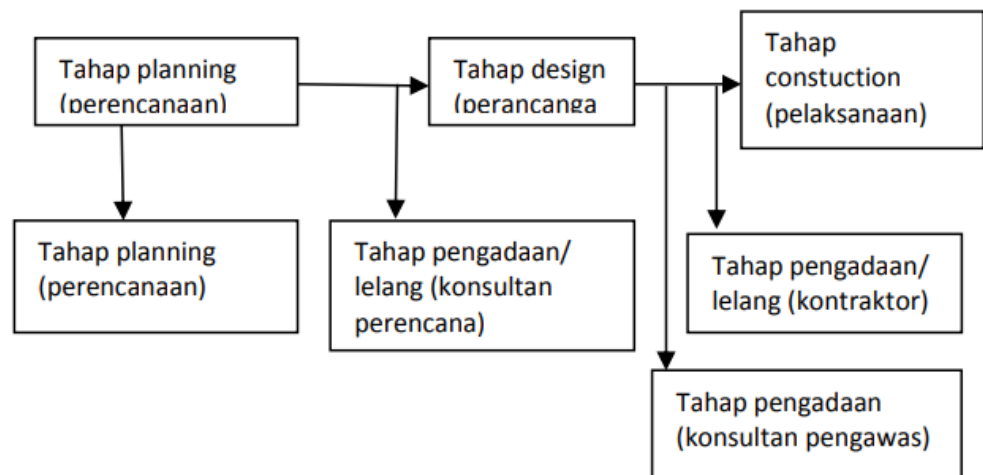 Tahap planning
(perencanaan)
Tahap design
(perancanga
Tahap
constuction
(pelaksanaan)
Tahap planning
(perencanaan)
Tahap pengadaan/
lelang (konsultan
perencana)
Tahap pengadaan/
lelang (kontraktor)
Tahap pengadaan
(konsultan pengawas)